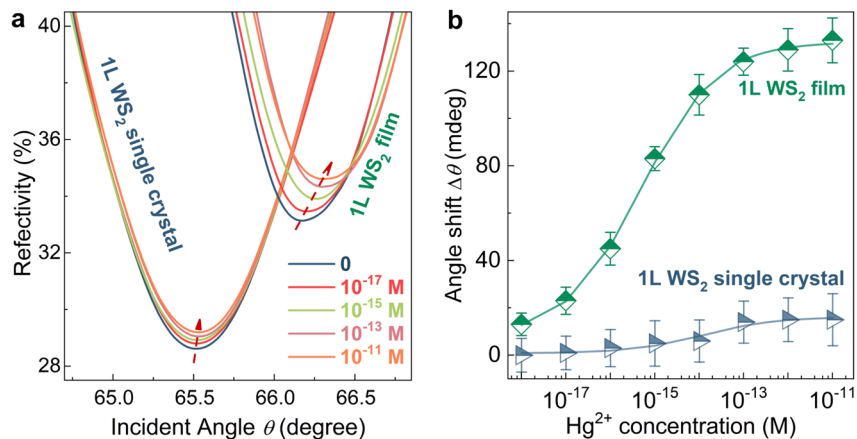 a
40
36
32
28
Refectivity (%)
1L WS₂ single crystal
1L WS₂ film
0
10⁻¹⁷ M
10⁻¹⁵ M
10⁻¹³ M
10⁻¹¹ M
65.0 65.5 66.0 66.5
Incident Angle θ (degree)
b
120
80
40
0
Angle shift Δθ (mdeg)
1L WS₂ film
1L WS₂ single crystal
10⁻¹⁷ 10⁻¹⁵ 10⁻¹³ 10⁻¹¹
Hg²⁺ concentration (M)